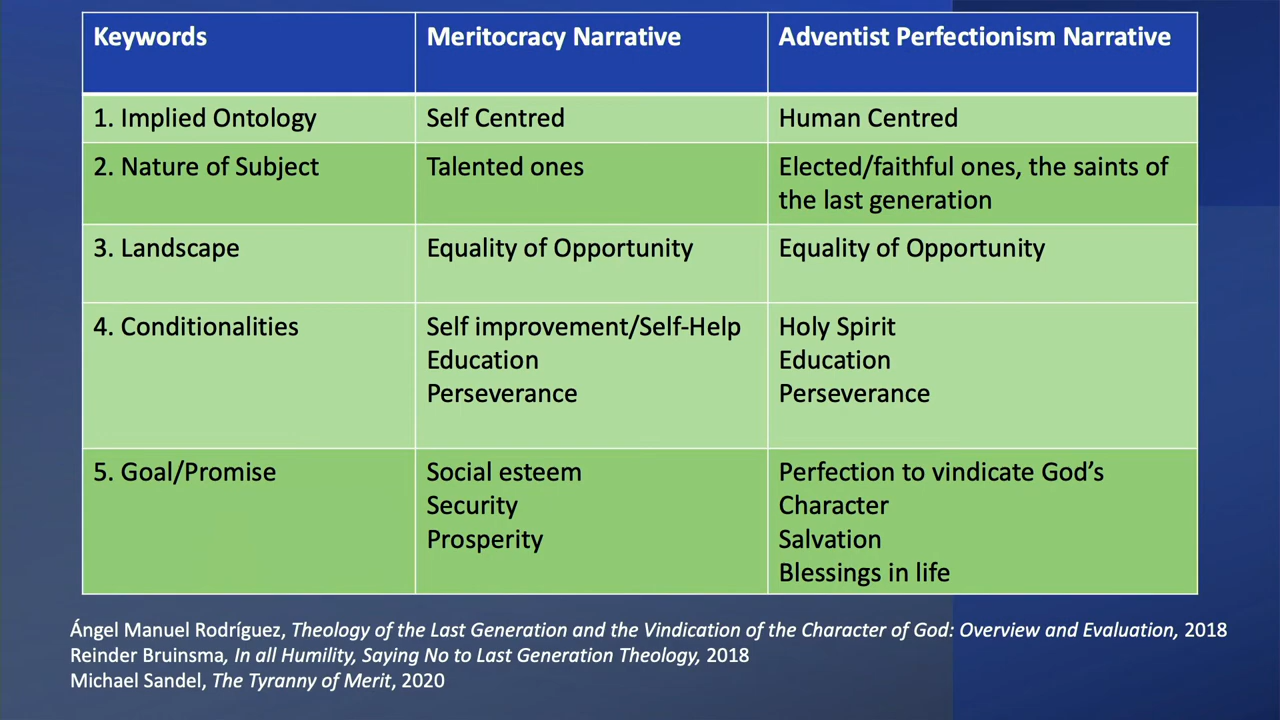 Keywords
Meritocracy Narrative
Adventist Perfectionism Narrative
1. Implied Ontology
Self Centred
Human Centred
2. Nature of Subject
Talented ones
Elected/faithful ones, the saints of
the last generation
3. Landscape
Equality of Opportunity
Equality of Opportunity
4. Conditionalities
Self improvement/Self-Help
Education
Perseverance
Holy Spirit
Education
Perseverance
5. Goal/Promise
Social esteem
Security
Prosperity
Perfection to vindicate God’s
Character
Salvation
Blessings in life
Ángel Manuel Rodríguez, Theology of the Last Generation and the Vindication of the Character of God: Overview and Evaluation, 2018
Reinder Bruinsma, In all Humility, Saying No to Last Generation Theology, 2018
Michael Sandel, The Tyranny of Merit, 2020